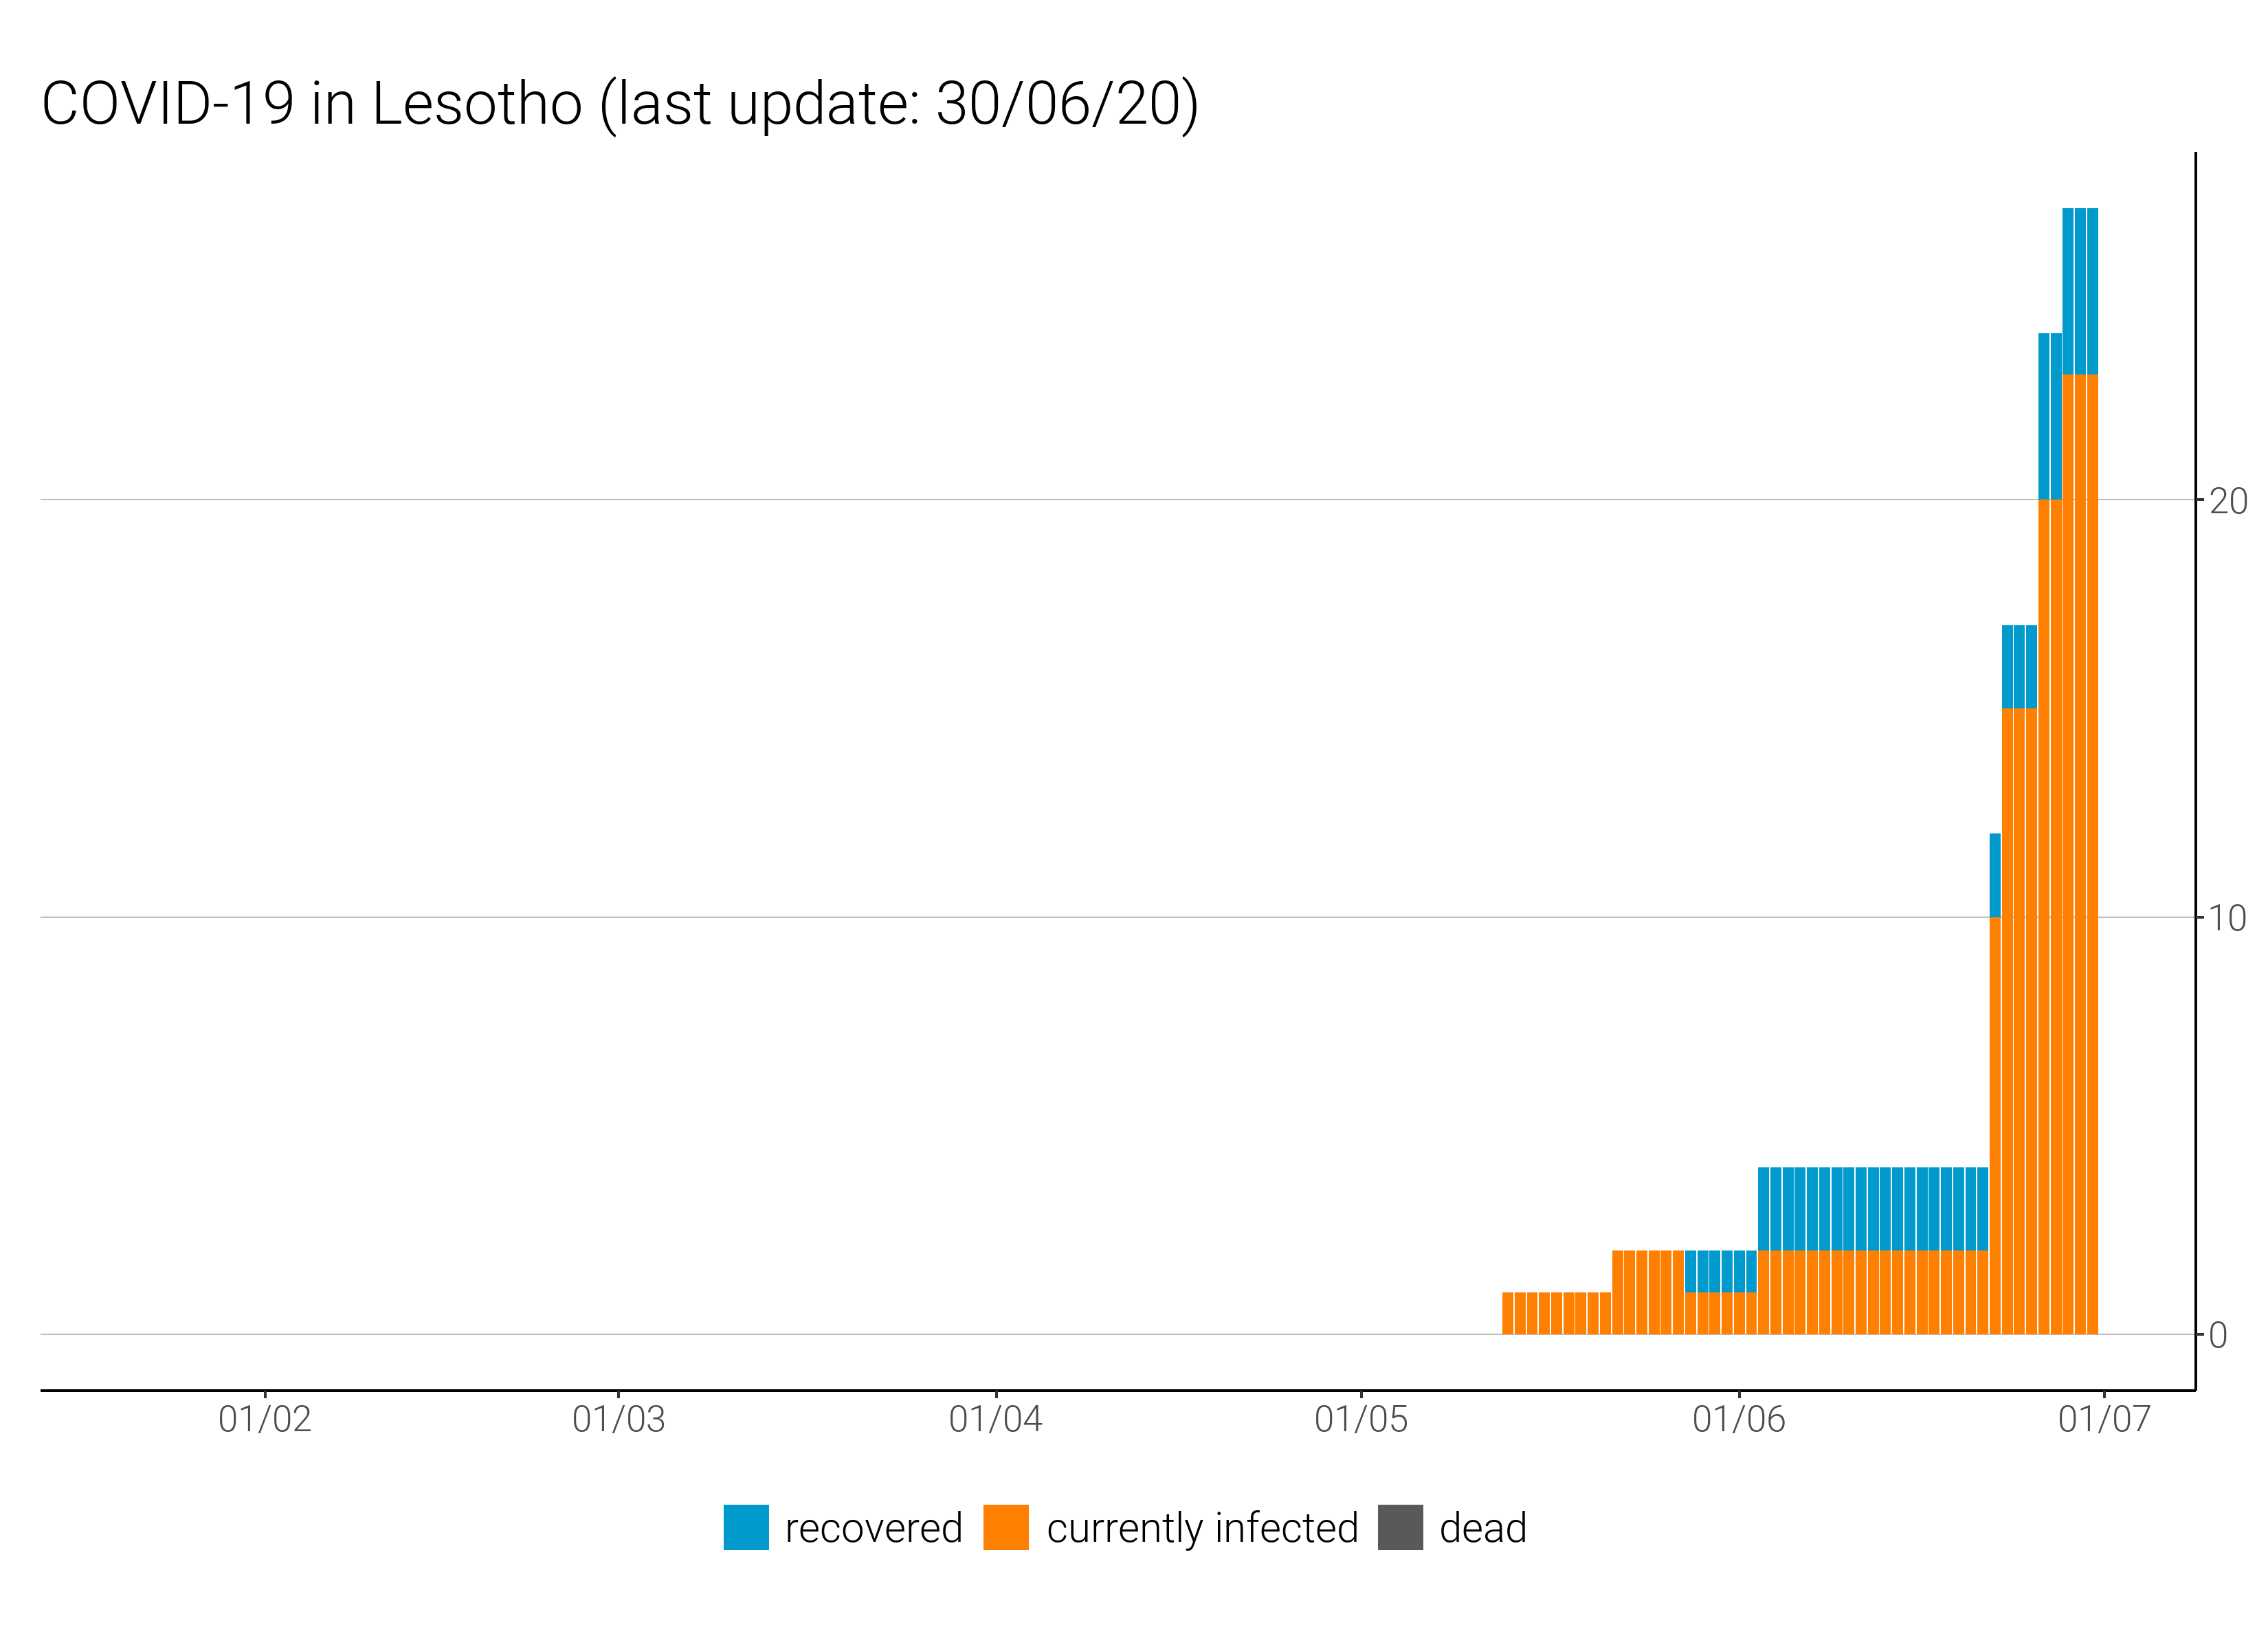 COVID-19 in Lesotho (last update: 30/06/20)
20
10
0
01/02 01/03 01/04 01/05 01/06 01/07
recovered currently infected dead